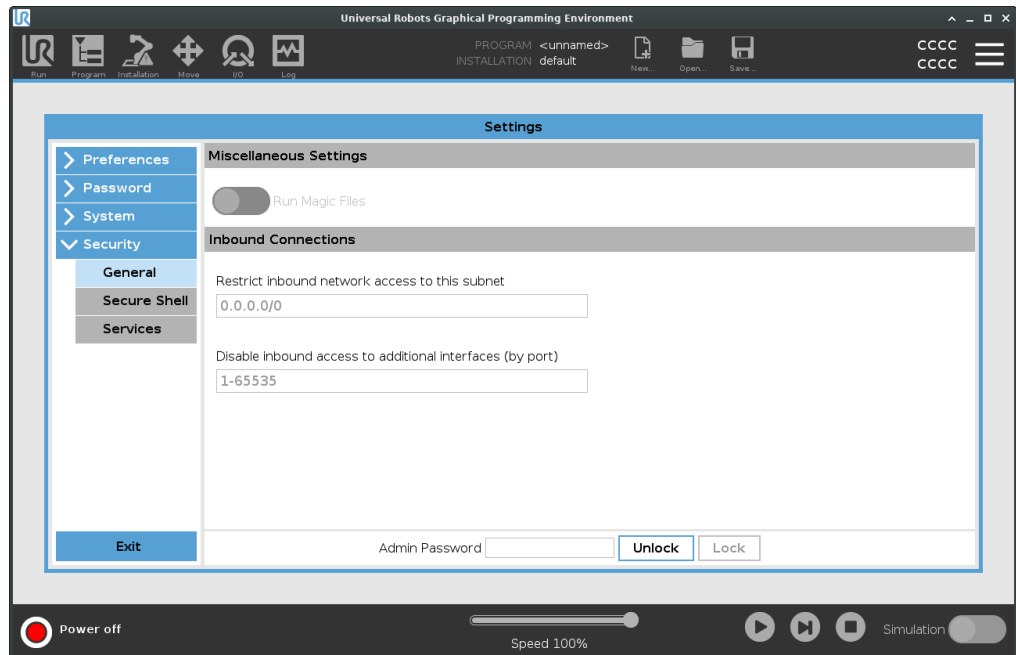 Universal Robots Graphical Programming Environment
UR
Run
Program
Installation
Move
I/O
Log
PROGRAM <unnamed>
INSTALLATION default
New...
Open...
Save...
CCCC
CCCC
Settings
Preferences
Password
System
Security
General
Secure Shell
Services
Exit
Miscellaneous Settings
Run Magic Files
Inbound Connections
Restrict inbound network access to this subnet
0.0.0.0/0
Disable inbound access to additional interfaces (by port)
1-65535
Admin Password
Unlock
Lock
Power off
Speed 100%
Simulation